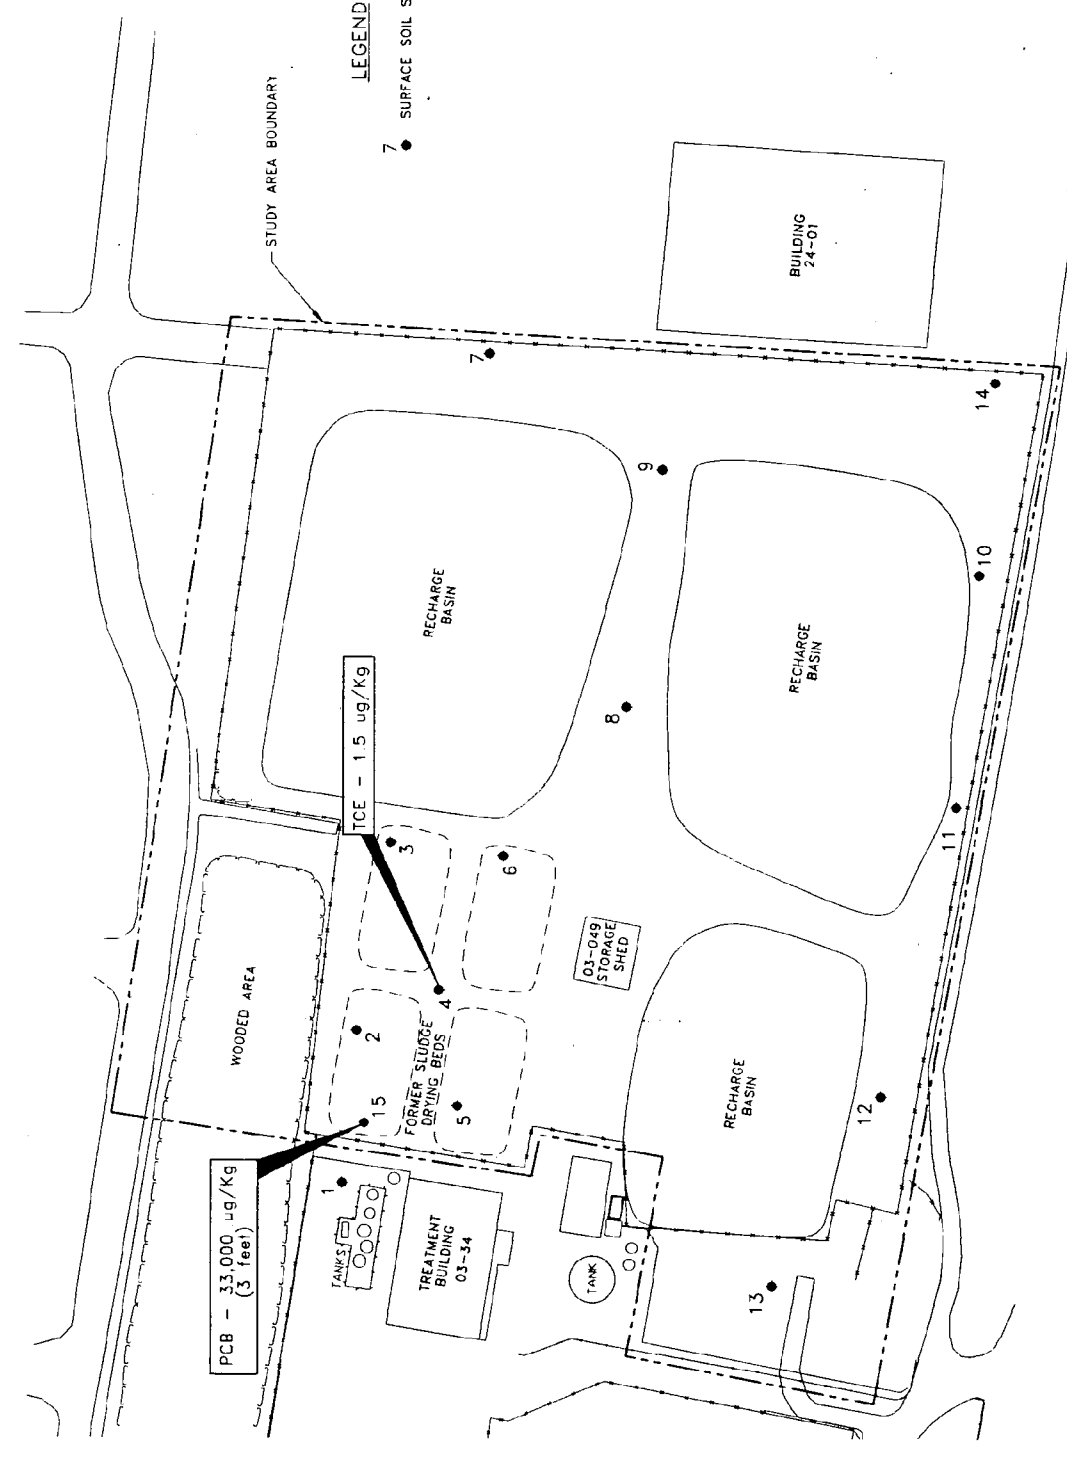 LEGEND
7 SURFACE SOIL S
STUDY AREA BOUNDARY
BUILDING
24-01
7
14
9
10
RECHARGE
BASIN
RECHARGE
BASIN
8
TCE - 1.5 ug/Kg
11
3
6
03-049
STORAGE
SHED
WOODED AREA
4
2
FORMER SLUDGE
DRYING BEDS
15
5
RECHARGE
BASIN
12
PCB - 33,000 ug/Kg
(3 feet)
1
TANKS
TREATMENT
BUILDING
03-34
TANK
13